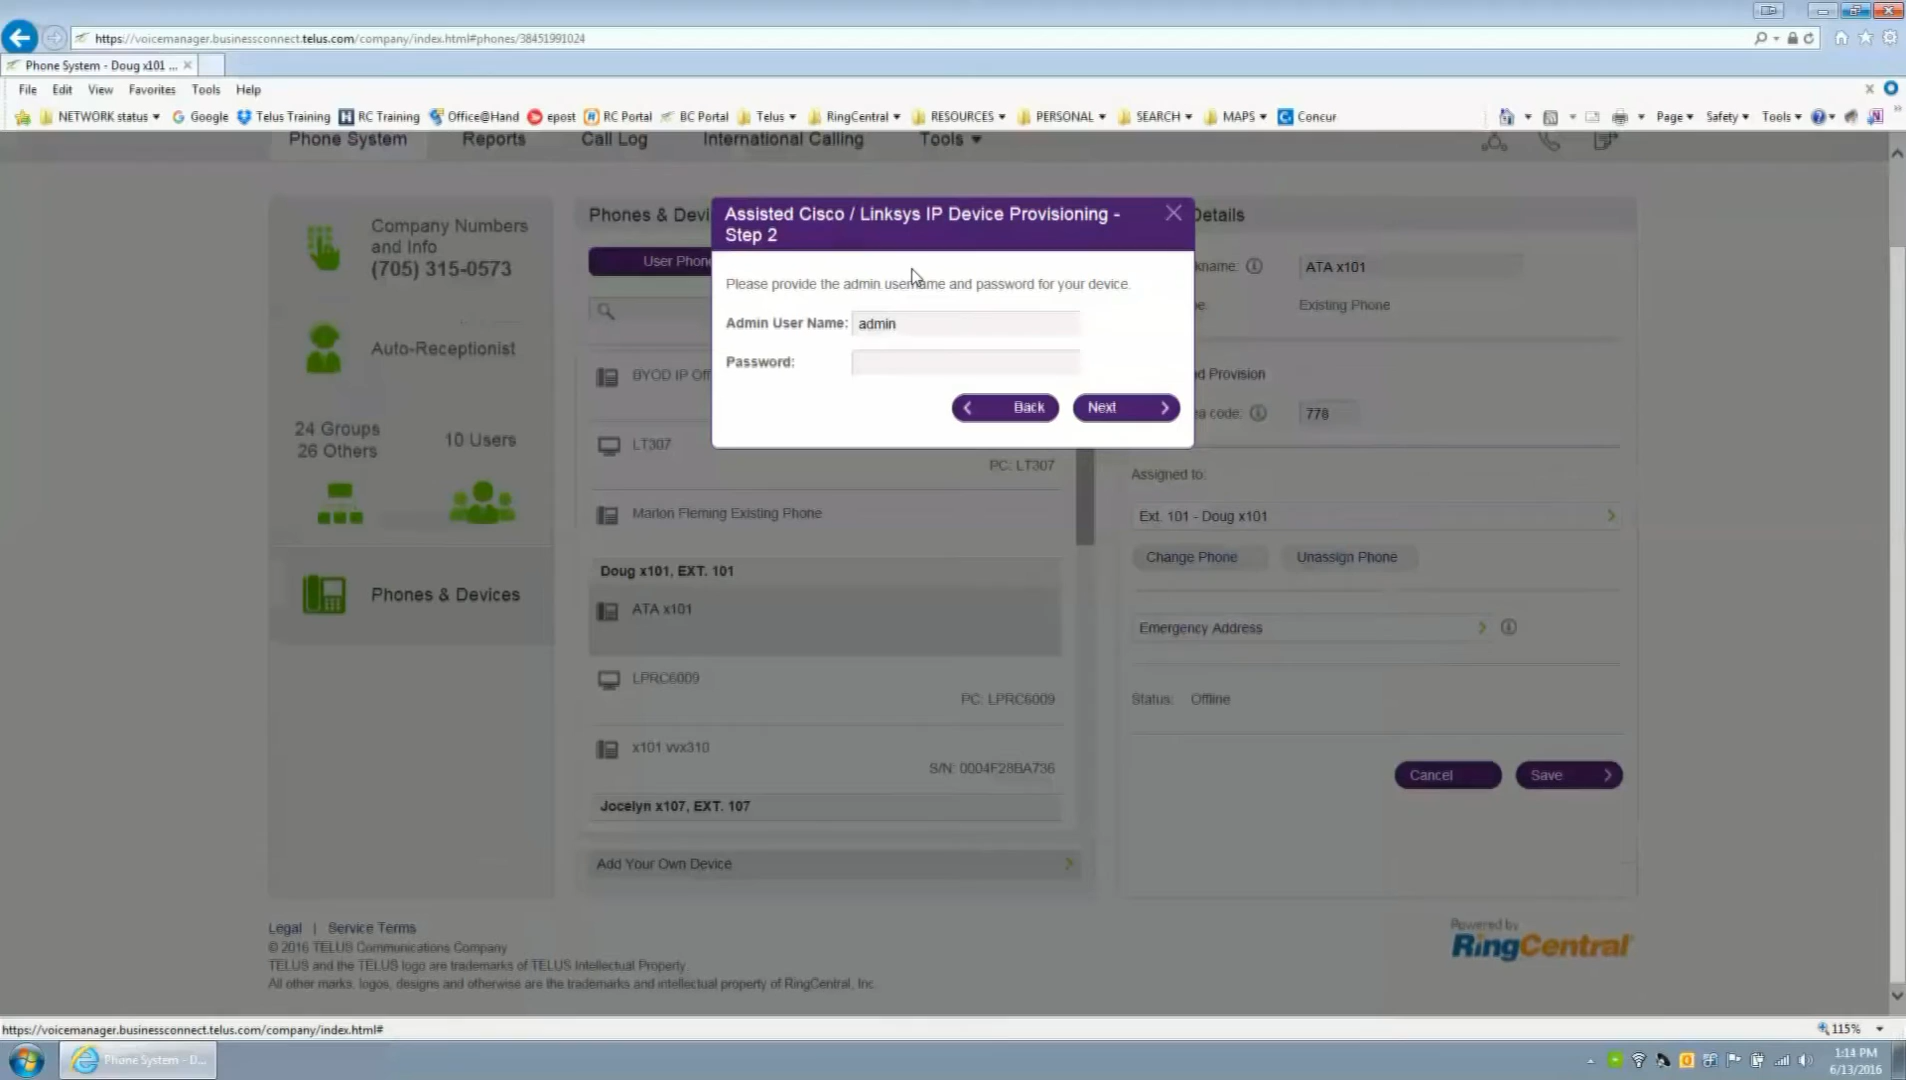 https://voicemanager.businessconnect.telus.com/company/index.html#phones/38451991024
Phone System - Doug x101 ...
File Edit View Favorites Tools Help
NETWORK status Google Telus Training RC Training Office@Hand epost RC Portal BC Portal Telus RingCentral RESOURCES PERSONAL SEARCH MAPS Concur Page Safety Tools
Phone System Reports Call Log International Calling Tools
Company Numbers
and Info
(705) 315-0573
Auto-Receptionist
24 Groups
26 Others
10 Users
Phones & Devices
Phones & Devi
User Phon
BYOD IP Off
LT307
PC: LT307
Marlon Fleming Existing Phone
Doug x101, EXT. 101
ATA x101
LPRC6009
PC: LPRC6009
x101 vvx310
S/N: 0004F28BA736
Jocelyn x107, EXT. 107
Add Your Own Device
Assisted Cisco / Linksys IP Device Provisioning -
Step 2
Please provide the admin username and password for your device.
Admin User Name: admin
Password:
Back Next
Details
kname: ATA x101
e: Existing Phone
d Provision
a code: 778
Assigned to:
Ext. 101 - Doug x101
Change Phone Unassign Phone
Emergency Address
Status: Offline
Cancel Save
Legal | Service Terms
© 2016 TELUS Communications Company
TELUS and the TELUS logo are trademarks of TELUS Intellectual Property
All other marks, logos, designs and otherwise are the trademarks and intellectual property of RingCentral, Inc.
Powered by
RingCentral
https://voicemanager.businessconnect.telus.com/company/index.html#
115%
Phone System - D...
1:14 PM
6/13/2016